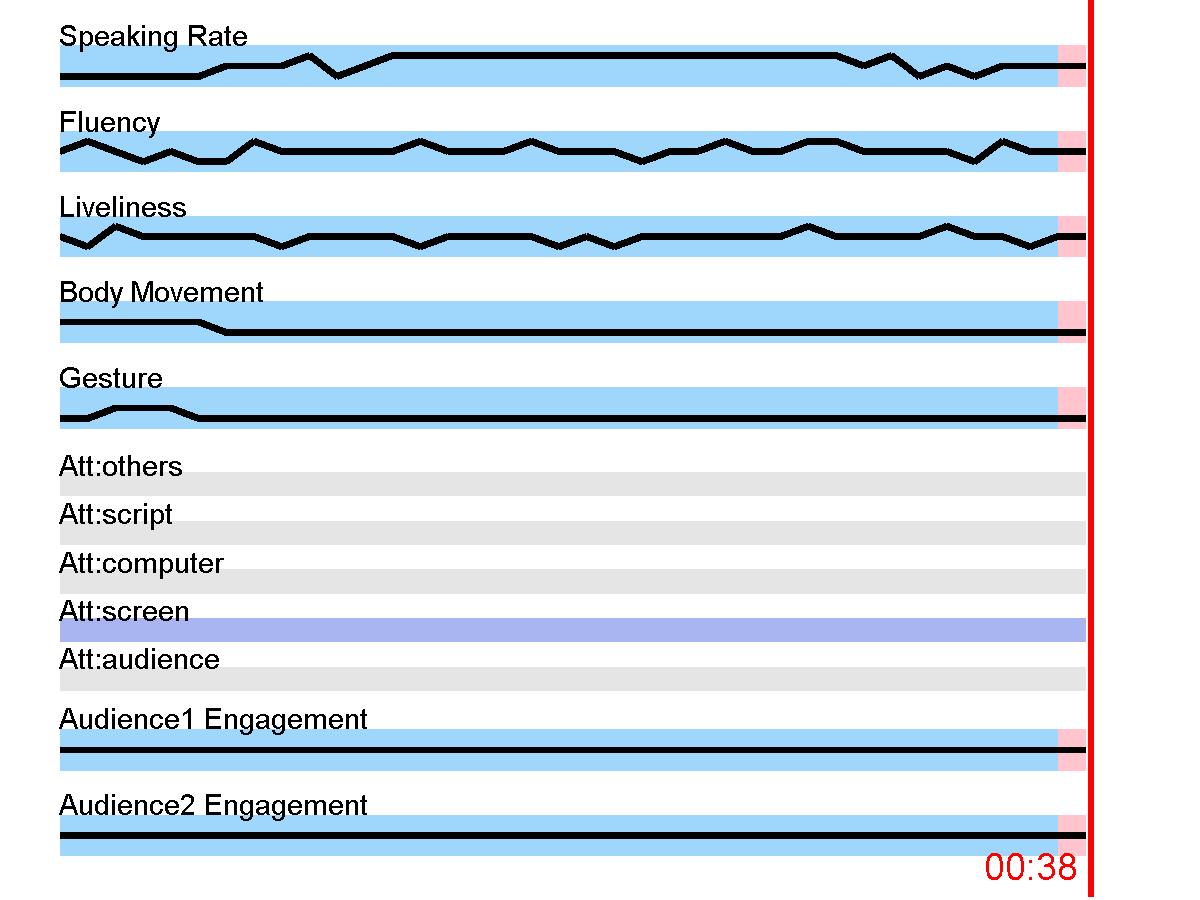 Speaking Rate
Fluency
Liveliness
Body Movement
Gesture
Att:others
Att:script
Att:computer
Att:screen
Att:audience
Audience1 Engagement
Audience2 Engagement
00:38